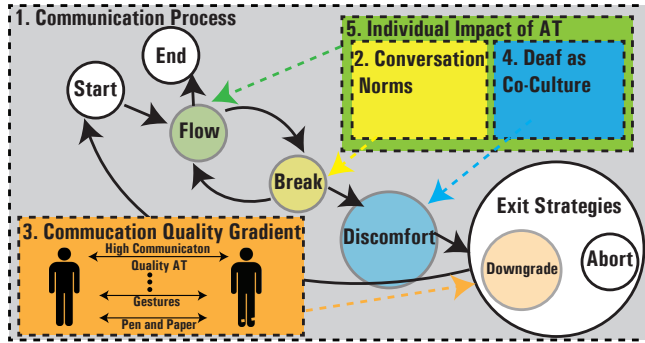 1. Communication Process
5. Individual Impact of AT
2. Conversation
Norms
4. Deaf as
Co-Culture
End
Start
Flow
Break
Discomfort
Exit Strategies
Downgrade
Abort
3. Commucation Quality Gradient
High Communicaton
Quality AT
Gestures
Pen and Paper